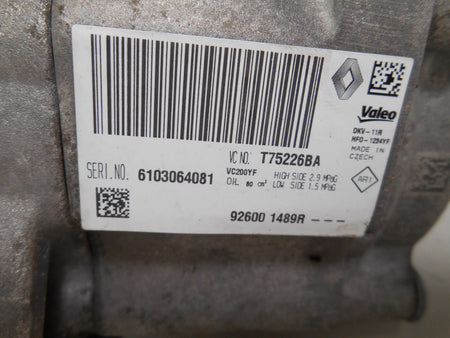 Valeo
DKV-11R
HFO-1234YF
MADE IN
CZECH
AR1
VC NO. T75226BA
SERI.NO. 6103064081
VC200YF HIGH SIDE 2.9 MPaG
OIL 80 cm³ LOW SIDE 1.5 MPaG
92600 1489R---